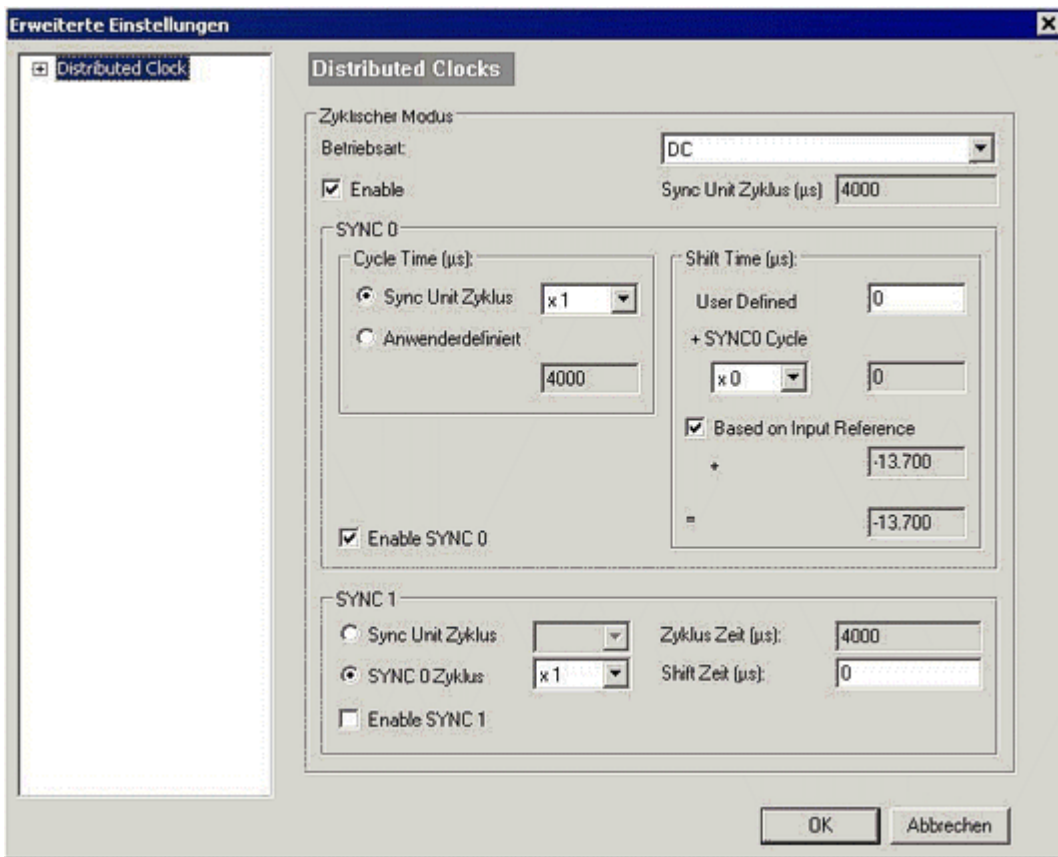 Erweiterte Einstellungen
Distributed Clock
Distributed Clocks
Zyklischer Modus
Betriebsart:
DC
Enable
Sync Unit Zyklus (µs)
4000
SYNC 0
Cycle Time (µs):
Sync Unit Zyklus
x 1
Anwenderdefiniert
4000
Enable SYNC 0
Shift Time (µs):
User Defined
0
+ SYNC0 Cycle
x 0
0
Based on Input Reference
+
-13.700
=
-13.700
SYNC 1
Sync Unit Zyklus
Zyklus Zeit (µs):
4000
SYNC 0 Zyklus
x 1
Shift Zeit (µs):
0
Enable SYNC 1
OK
Abbrechen